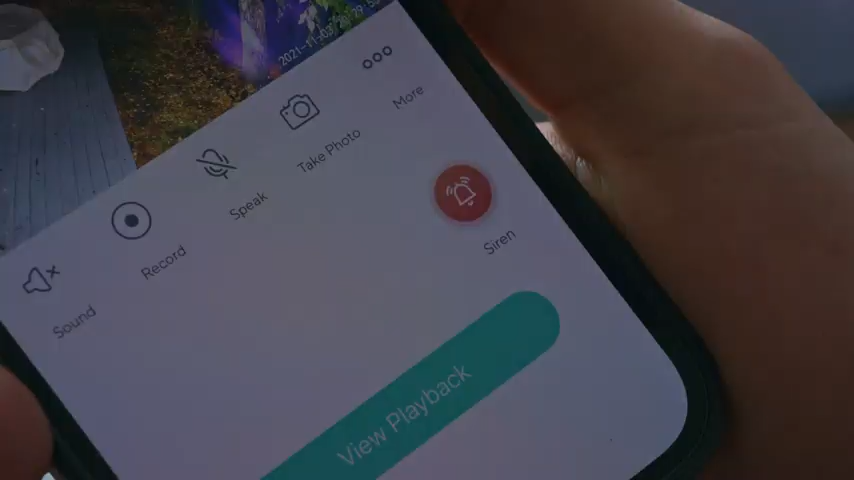 Sound
Record
Speak
Take Photo
More
Siren
View Playback